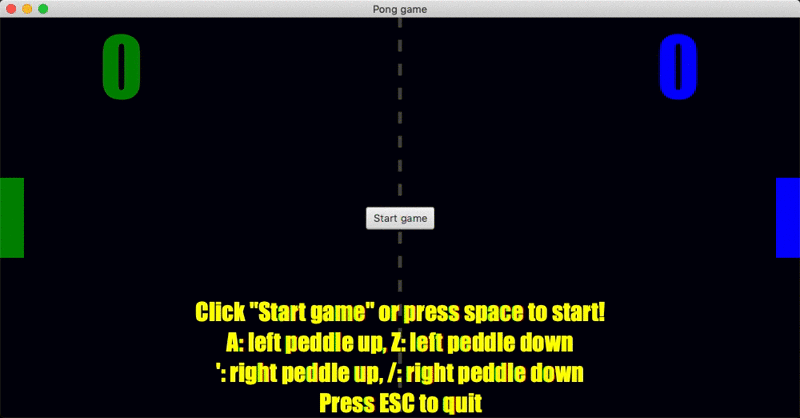 Pong game
0 0
Start game
Click "Start game" or press space to start!
A: left peddle up, Z: left peddle down
': right peddle up, /: right peddle down
Press ESC to quit